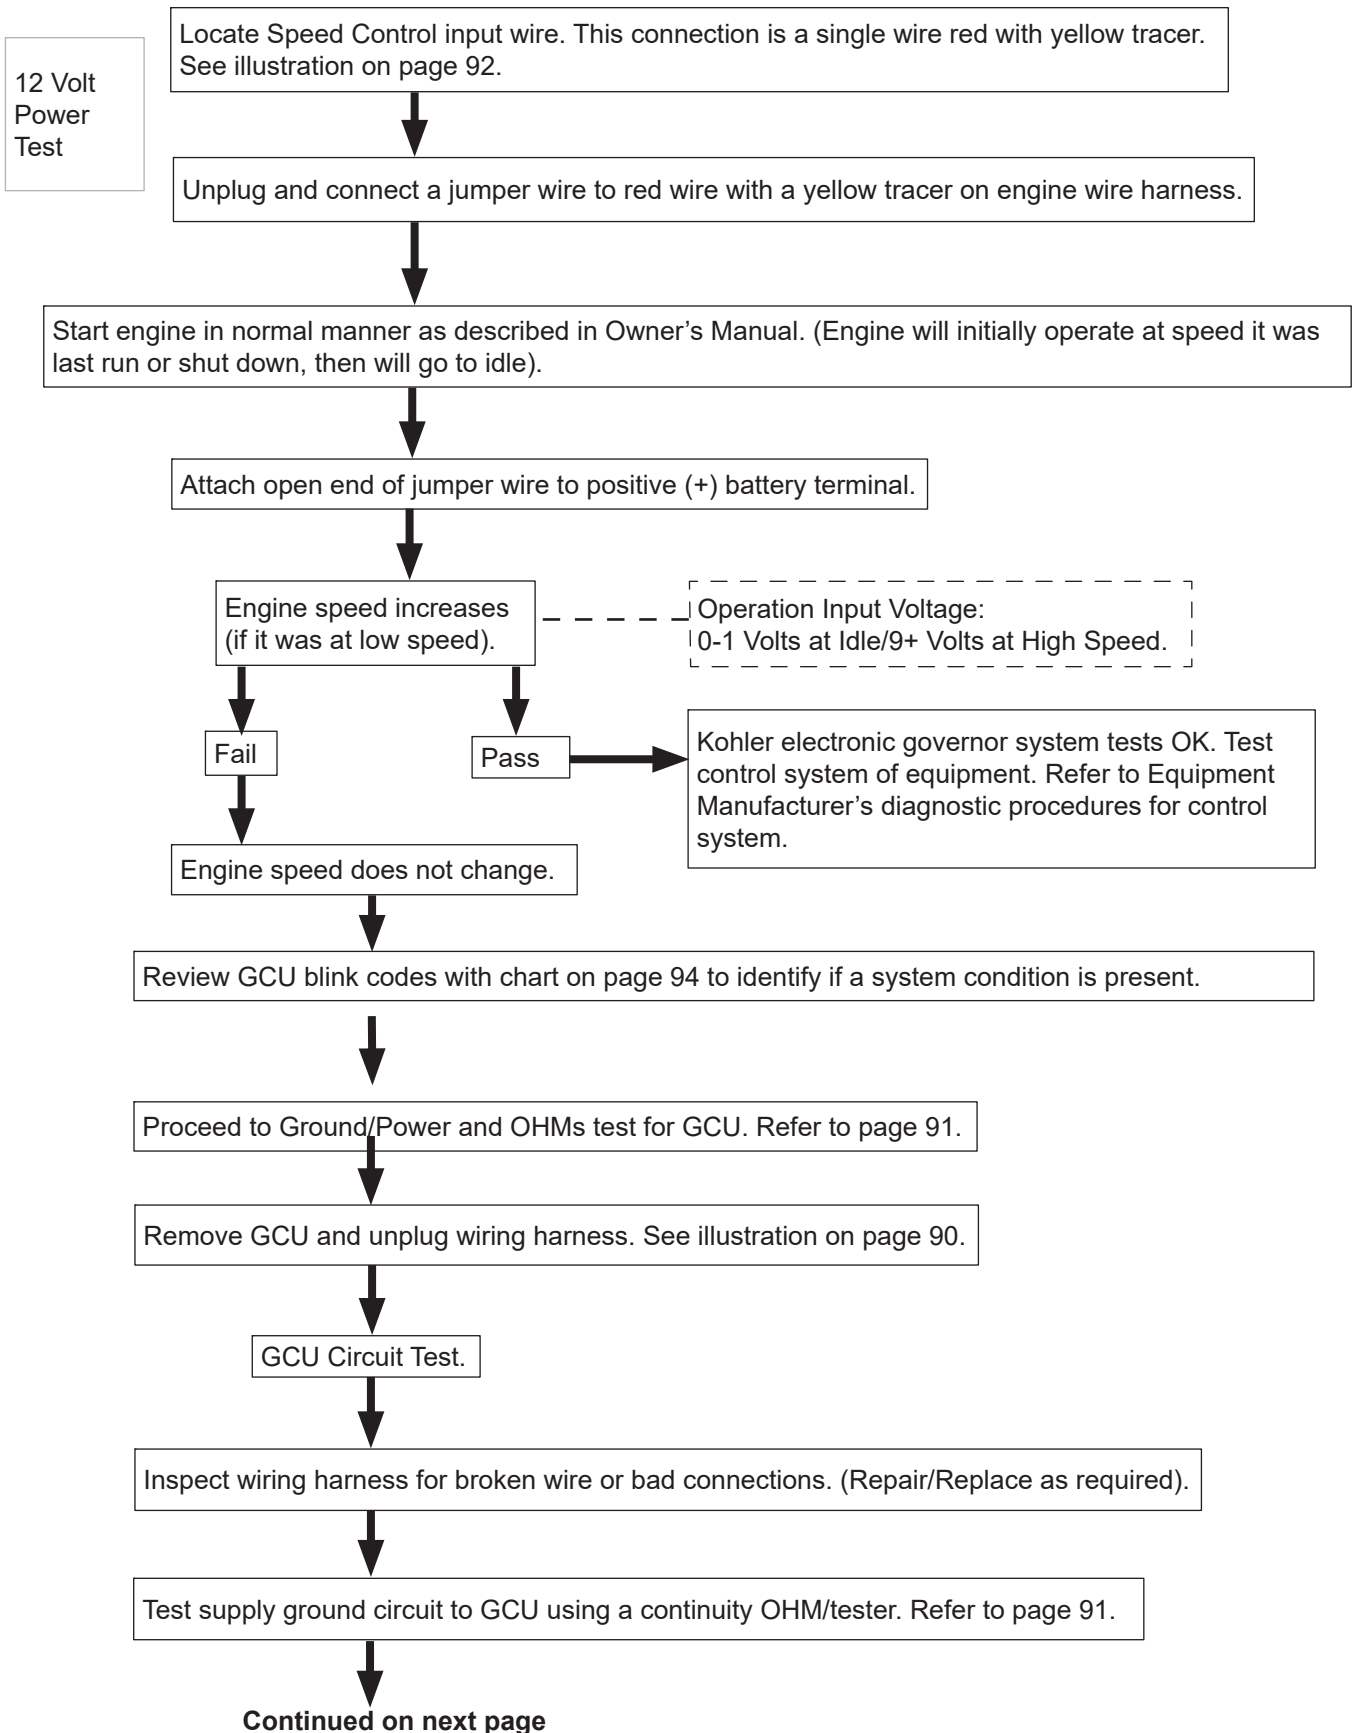 Locate Speed Control input wire. This connection is a single wire red with yellow tracer.
See illustration on page 92.
12 Volt
Power
Test
Unplug and connect a jumper wire to red wire with a yellow tracer on engine wire harness.
Start engine in normal manner as described in Owner’s Manual. (Engine will initially operate at speed it was
last run or shut down, then will go to idle).
Attach open end of jumper wire to positive (+) battery terminal.
Engine speed increases
(if it was at low speed).
Operation Input Voltage:
0-1 Volts at Idle/9+ Volts at High Speed.
Fail
Pass
Kohler electronic governor system tests OK. Test
control system of equipment. Refer to Equipment
Manufacturer’s diagnostic procedures for control
system.
Engine speed does not change.
Review GCU blink codes with chart on page 94 to identify if a system condition is present.
Proceed to Ground/Power and OHMs test for GCU. Refer to page 91.
Remove GCU and unplug wiring harness. See illustration on page 90.
GCU Circuit Test.
Inspect wiring harness for broken wire or bad connections. (Repair/Replace as required).
Test supply ground circuit to GCU using a continuity OHM/tester. Refer to page 91.
Continued on next page